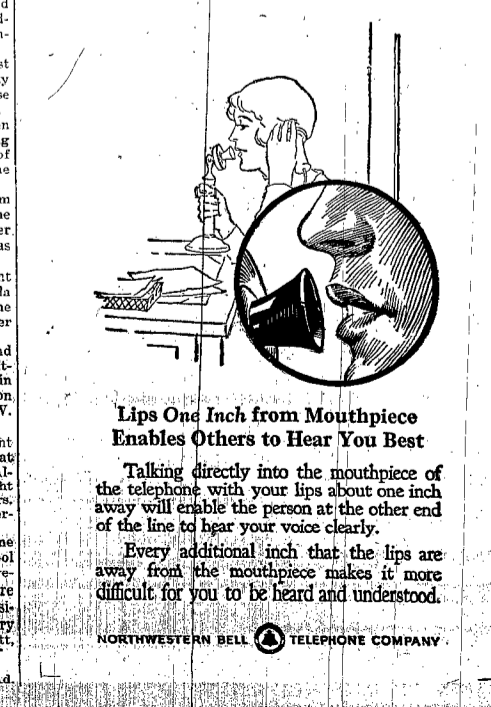 Lips One Inch from Mouthpiece
Enables Others to Hear You Best
Talking directly into the mouthpiece of
the telephone with your lips about one inch
away will enable the person at the other end
of the line to hear your voice clearly.
Every additional inch that the lips are
away from the mouthpiece makes it more
difficult for you to be heard and understood.
NORTHWESTERN BELL TELEPHONE COMPANY.